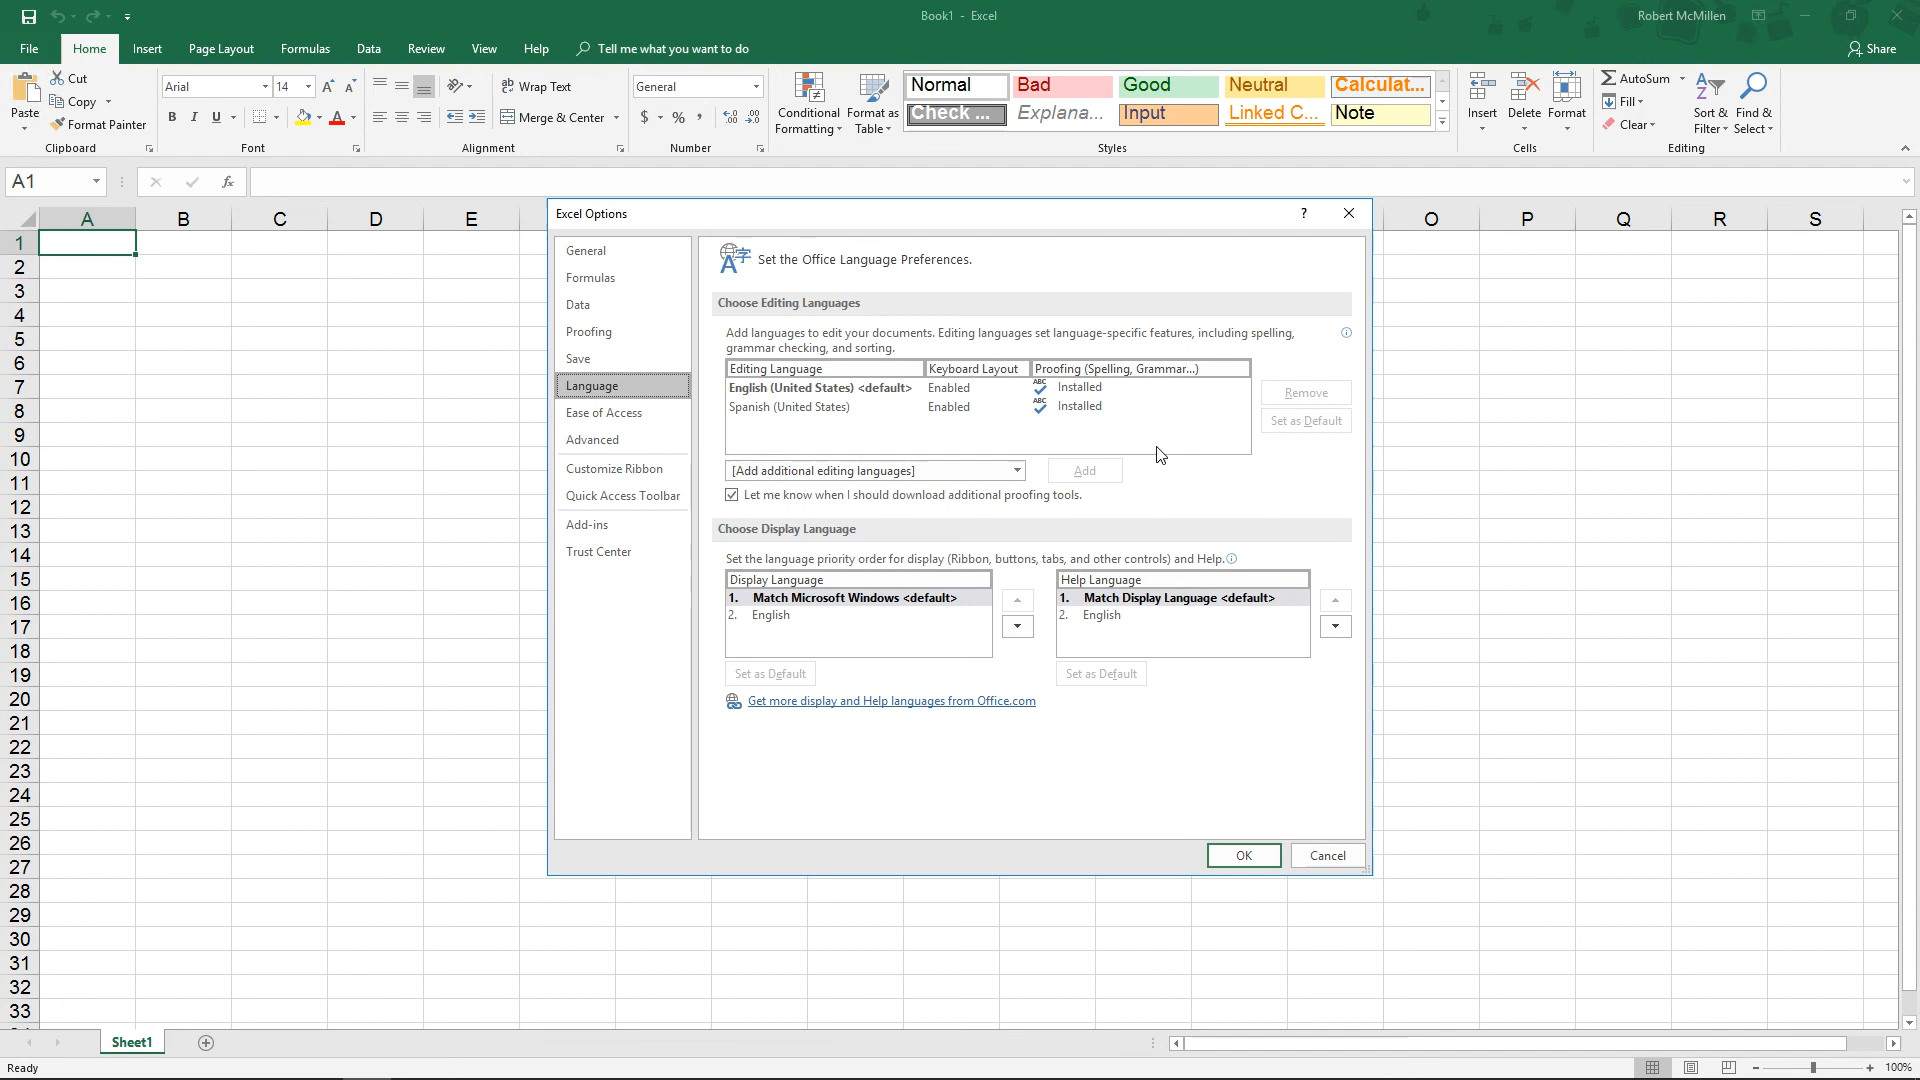 Book1 - Excel
Robert McMillen
File Home Insert Page Layout Formulas Data Review View Help Tell me what you want to do
Share
Cut
Copy
Format Painter
Paste
Clipboard
Arial 14
B I U
Font
Wrap Text
Merge & Center
Alignment
General
$ % ,
Number
Conditional Formatting
Format as Table
Normal Bad Good Neutral Calculat...
Check ... Explana... Input Linked C... Note
Styles
Insert Delete Format
Cells
AutoSum
Fill
Clear
Sort & Filter
Find & Select
Editing
A1
fx
A B C D E O P Q R S
1
2
3
4
5
6
7
8
9
10
11
12
13
14
15
16
17
18
19
20
21
22
23
24
25
26
27
28
29
30
31
32
33
Excel Options
?
General
Formulas
Data
Proofing
Save
Language
Ease of Access
Advanced
Customize Ribbon
Quick Access Toolbar
Add-ins
Trust Center
A字 Set the Office Language Preferences.
Choose Editing Languages
Add languages to edit your documents. Editing languages set language-specific features, including spelling,
grammar checking, and sorting.
Editing Language Keyboard Layout Proofing (Spelling, Grammar...)
English (United States) <default> Enabled ABC Installed
Spanish (United States) Enabled ABC Installed
Remove
Set as Default
[Add additional editing languages] Add
Let me know when I should download additional proofing tools.
Choose Display Language
Set the language priority order for display (Ribbon, buttons, tabs, and other controls) and Help.
Display Language
1. Match Microsoft Windows <default>
2. English
Set as Default
Help Language
1. Match Display Language <default>
2. English
Set as Default
Get more display and Help languages from Office.com
OK Cancel
Sheet1
Ready
100%